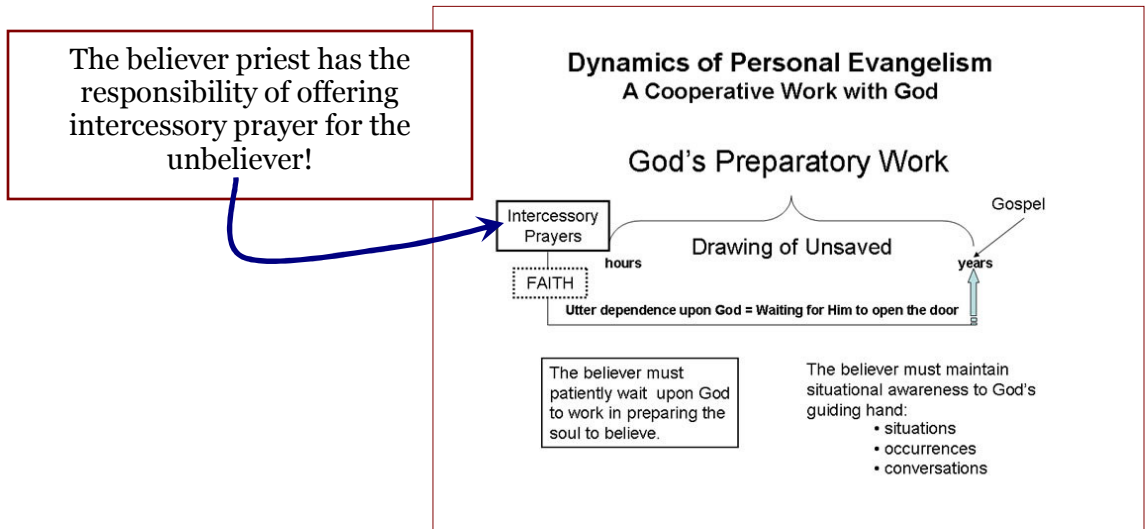 The believer priest has the
responsibility of offering
intercessory prayer for the
unbeliever!
Dynamics of Personal Evangelism
A Cooperative Work with God
God's Preparatory Work
Gospel
Intercessory
Prayers
Drawing of Unsaved
hours
years
FAITH
Utter dependence upon God = Waiting for Him to open the door
The believer must
patiently wait upon God
to work in preparing the
soul to believe.
The believer must maintain
situational awareness to God's
guiding hand:
• situations
• occurrences
• conversations